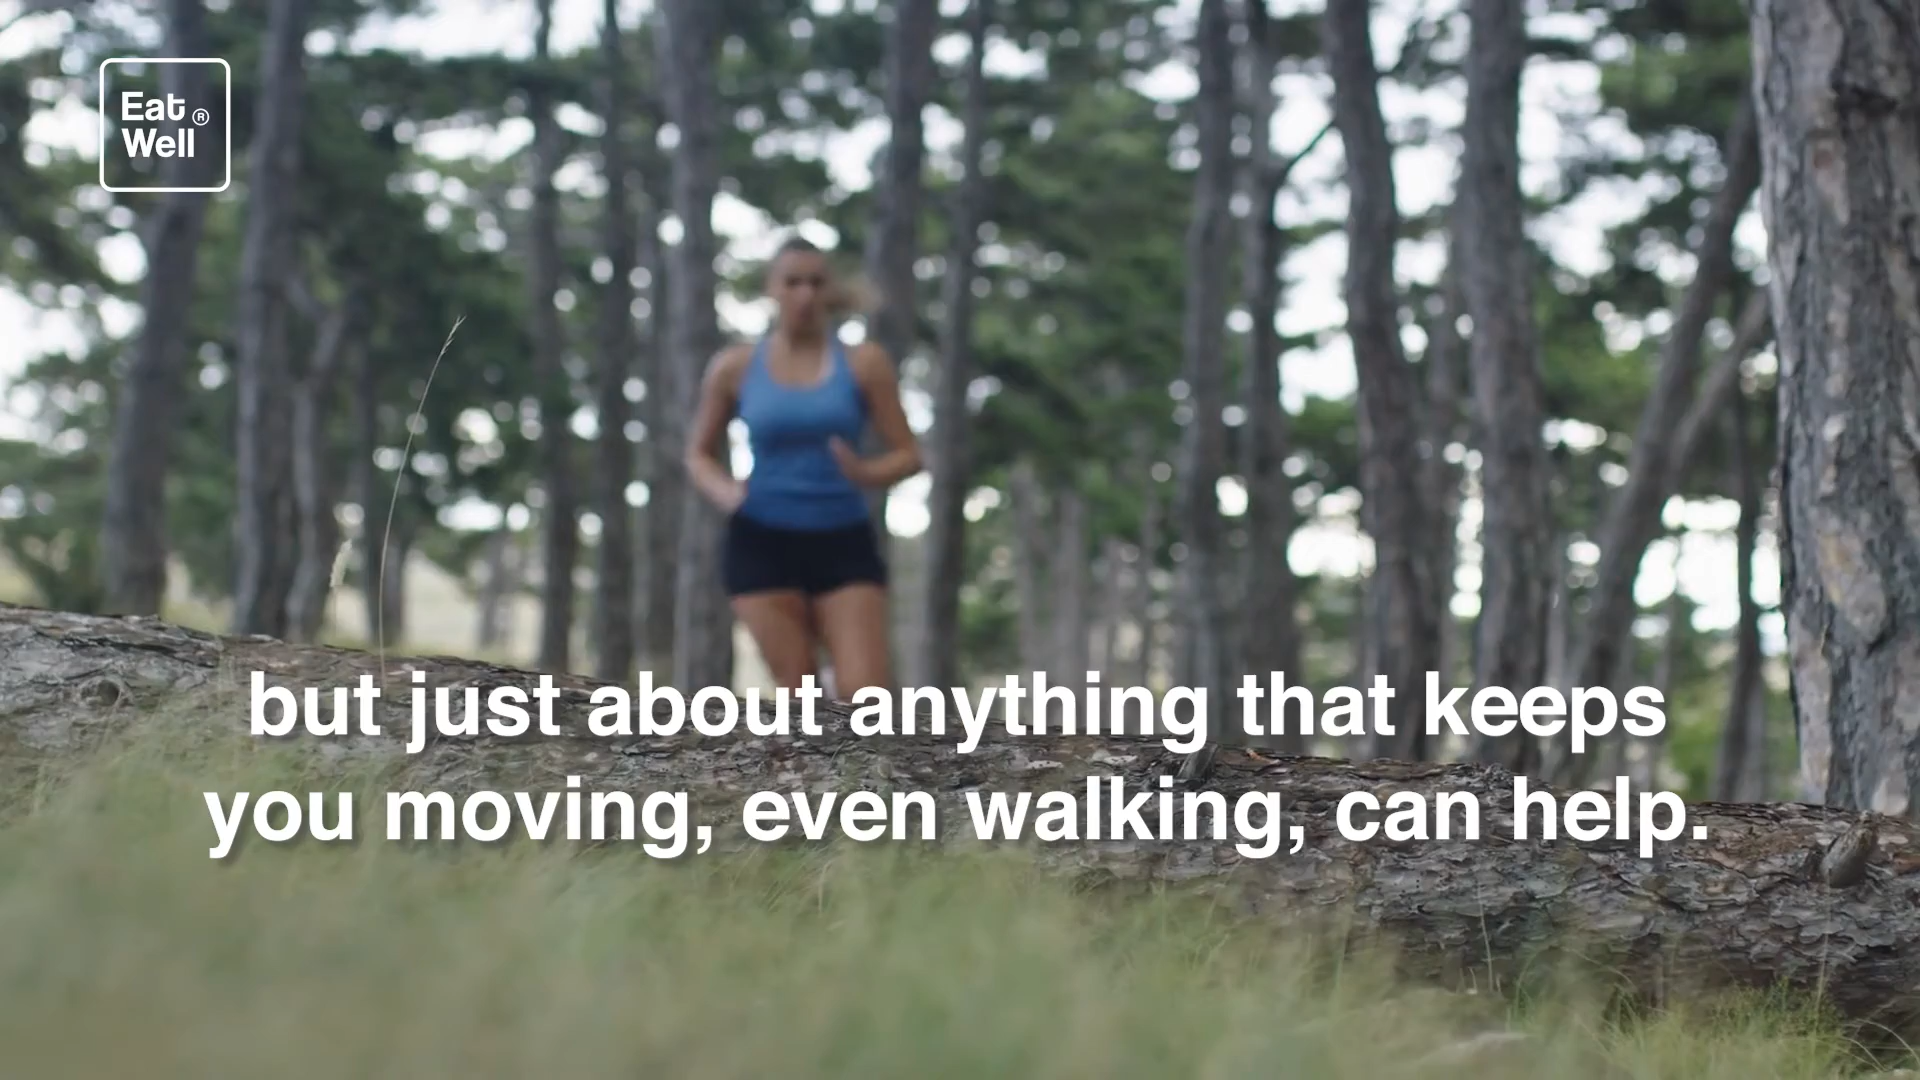 Eat ®
Well
but just about anything that keeps
you moving, even walking, can help.